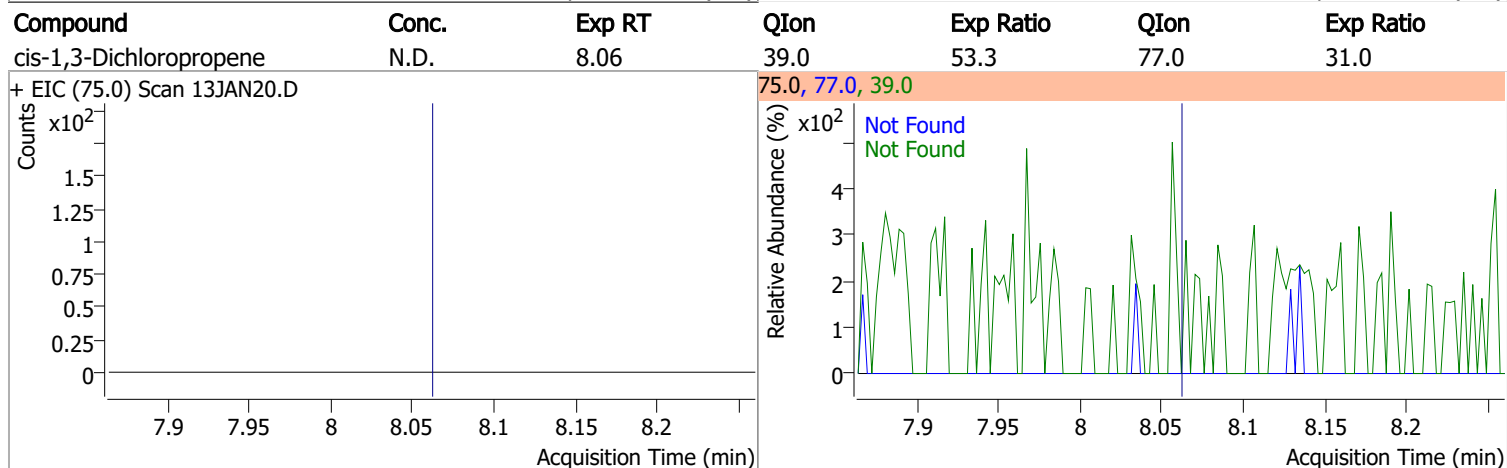 Compound Conc. Exp RT QIon Exp Ratio QIon Exp Ratio
cis-1,3-Dichloropropene N.D. 8.06 39.0 53.3 77.0 31.0
+ EIC (75.0) Scan 13JAN20.D
Counts
x10²
1.5
1.25
1
0.75
0.5
0.25
0
7.9 7.95 8 8.05 8.1 8.15 8.2
Acquisition Time (min)
75.0, 77.0, 39.0
Relative Abundance (%)
x10²
Not Found
Not Found
4
3
2
1
0
7.9 7.95 8 8.05 8.1 8.15 8.2
Acquisition Time (min)